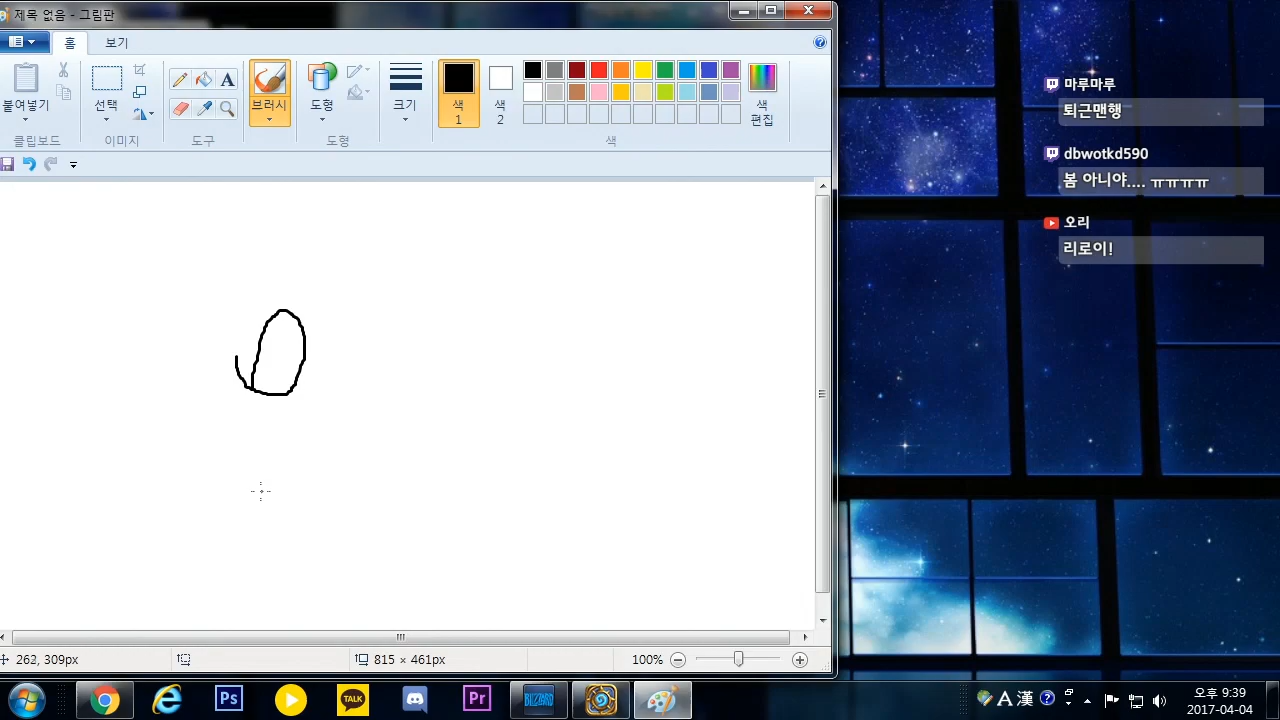 제목 없음 - 그림판
홈 보기
붙여넣기 선택 A 브러시 도형 크기 색 1 색 2 색 편집
클립보드 이미지 도구 도형 색
262, 309px 815 × 461px 100%
마루마루
퇴근맨행
dbwotkd590
봄 아니야.... ㅠㅠㅠㅠ
오리
리로이!
Ps TALK Pr BLIZZARD A 漢 오후 9:39
2017-04-04